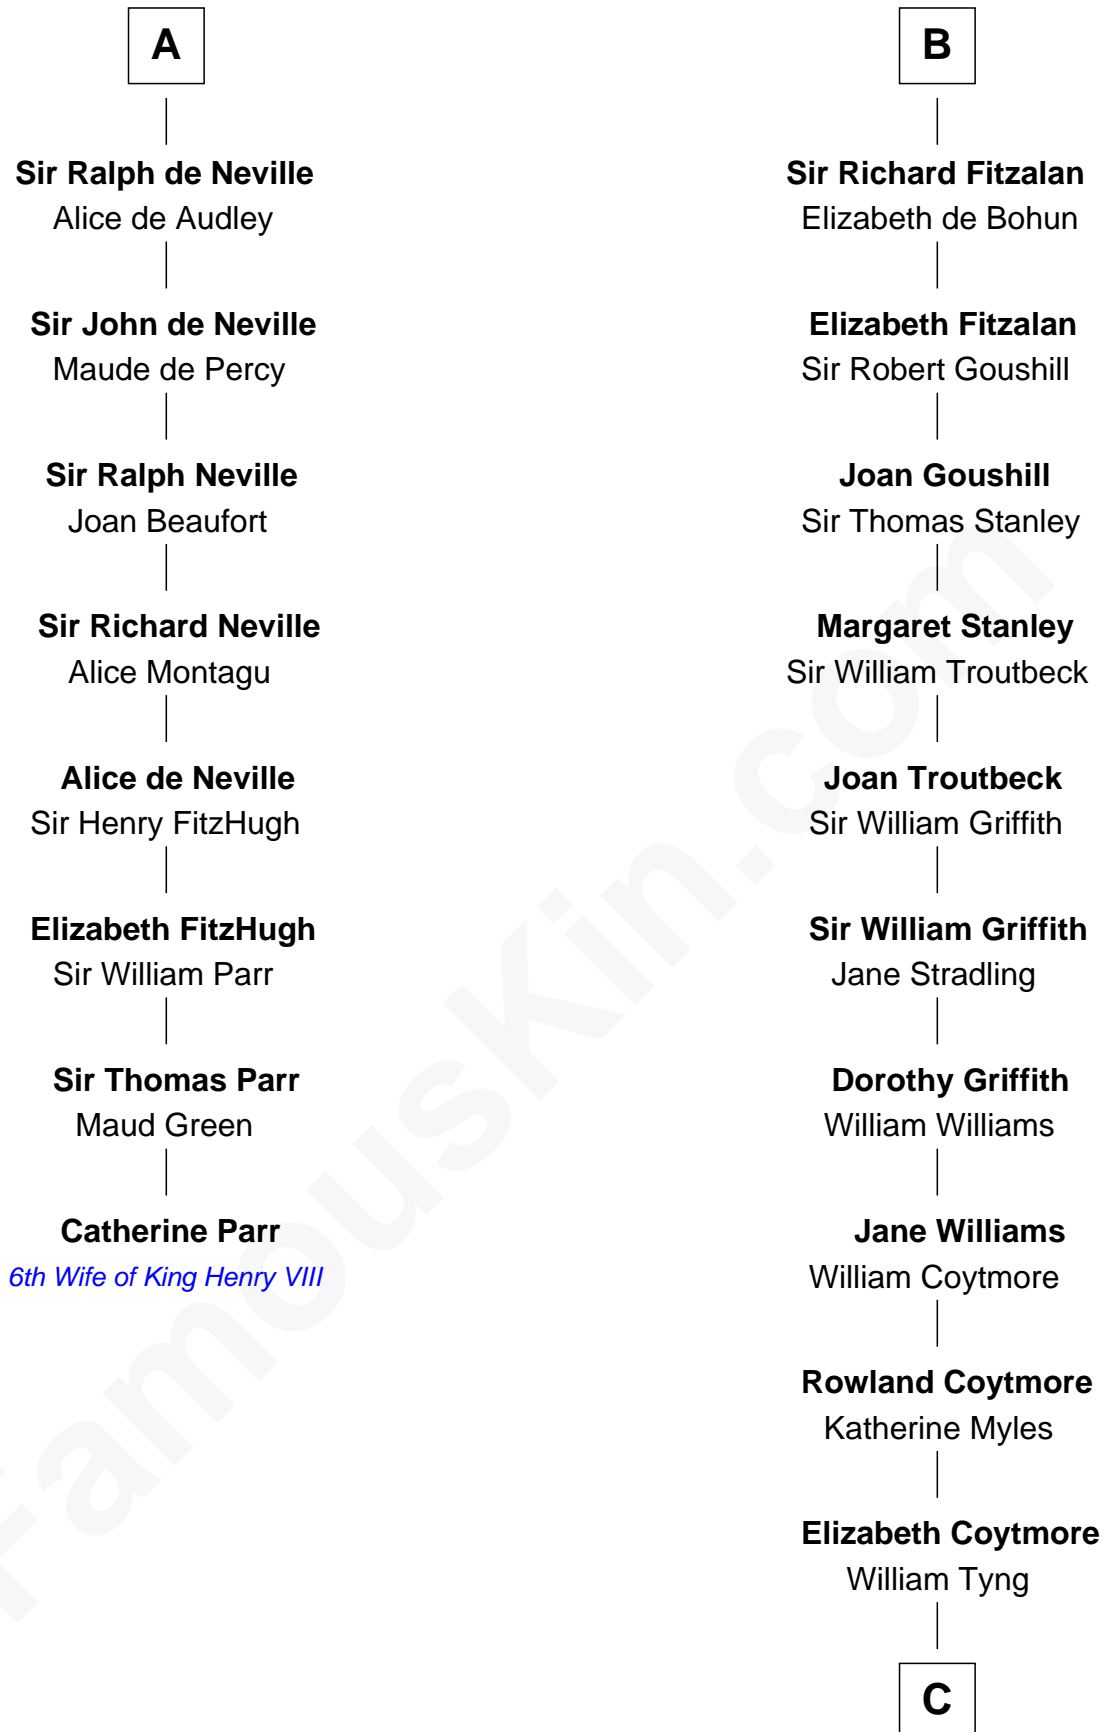 A
Sir Ralph de Neville
Alice de Audley
Sir John de Neville
Maude de Percy
Sir Ralph Neville
Joan Beaufort
Sir Richard Neville
Alice Montagu
Alice de Neville
Sir Henry FitzHugh
Elizabeth FitzHugh
Sir William Parr
Sir Thomas Parr
Maud Green
Catherine Parr
6th Wife of King Henry VIII
B
Sir Richard Fitzalan
Elizabeth de Bohun
Elizabeth Fitzalan
Sir Robert Goushill
Joan Goushill
Sir Thomas Stanley
Margaret Stanley
Sir William Troutbeck
Joan Troutbeck
Sir William Griffith
Sir William Griffith
Jane Stradling
Dorothy Griffith
William Williams
Jane Williams
William Coytmore
Rowland Coytmore
Katherine Myles
Elizabeth Coytmore
William Tyng
C
FamousKin.com